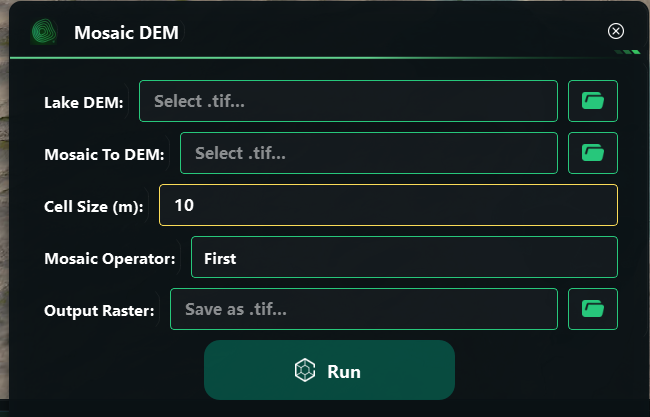 Mosaic DEM
Lake DEM: Select .tif...
Mosaic To DEM: Select .tif...
Cell Size (m): 10
Mosaic Operator: First
Output Raster: Save as .tif...
Run